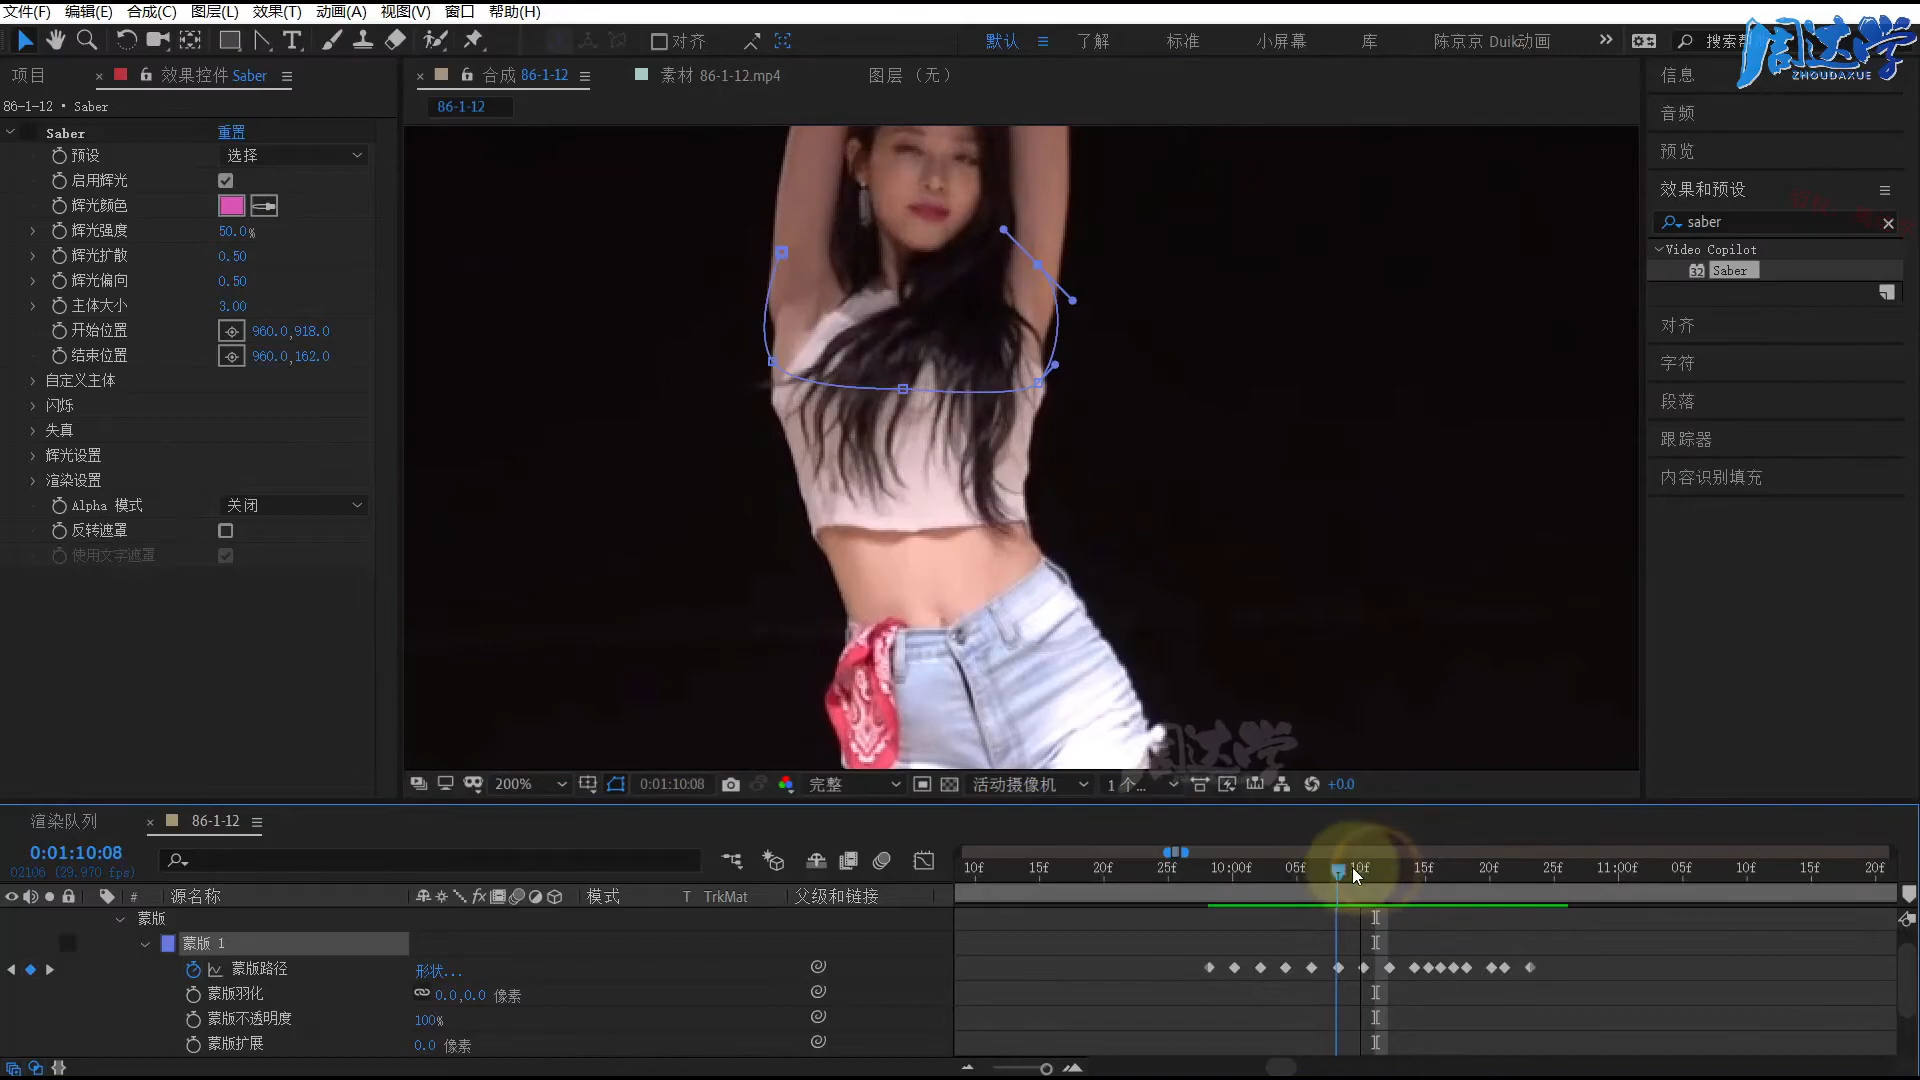 文件(F) 编辑(E) 合成(C) 图层(L) 效果(T) 动画(A) 视图(V) 窗口 帮助(H)
对齐 默认 了解 标准 小屏幕 库 陈京京 Duik动画 搜索帮
周达学
ZHOUDAXUE
项目 效果控件 Saber
合成 86-1-12 素材 86-1-12.mp4 图层 (无)
86-1-12 • Saber
86-1-12
Saber 重置
预设 选择
启用辉光
辉光颜色
辉光强度 50.0%
辉光扩散 0.50
辉光偏向 0.50
主体大小 3.00
开始位置 960.0,918.0
结束位置 960.0,162.0
自定义主体
闪烁
失真
辉光设置
渲染设置
Alpha 模式 关闭
反转遮罩
使用文字遮罩
信息
音频
预览
效果和预设
saber
Video Copilot
32 Saber
对齐
字符
段落
跟踪器
内容识别填充
周达学
200% 0:01:10:08 完整 活动摄像机 1个... +0.0
渲染队列 86-1-12
0:01:10:08
02106 (29.970 fps)
10f 15f 20f 25f 10:00f 05f 10f 15f 20f 25f 11:00f 05f 10f 15f 20f
# 源名称 fx 模式 T TrkMat 父级和链接
蒙版
蒙版 1
蒙版路径 形状...
蒙版羽化 0.0,0.0 像素
蒙版不透明度 100%
蒙版扩展 0.0 像素